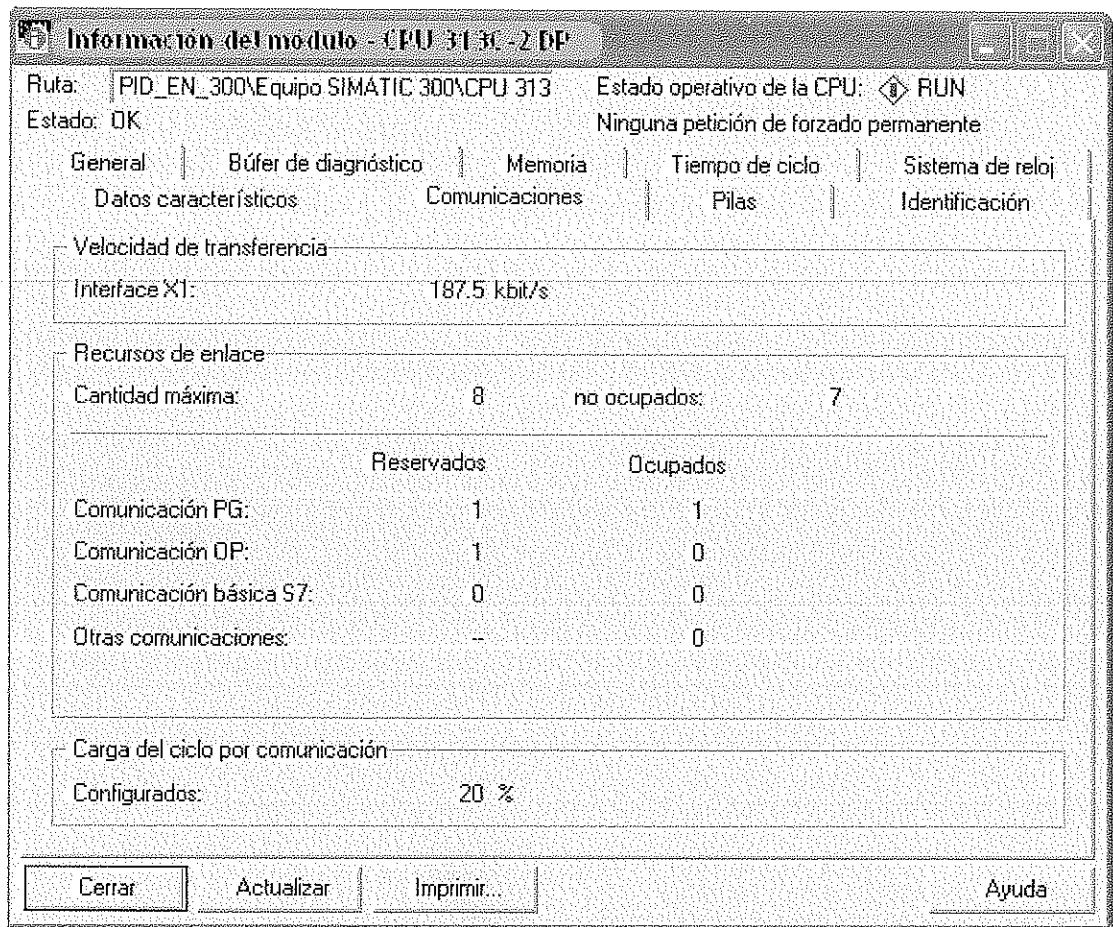 Información del módulo - CPU 313C-2 DP
Ruta: PID_EN_300\Equipo SIMATIC 300\CPU 313 Estado operativo de la CPU: RUN
Estado: OK Ninguna petición de forzado permanente
General Búfer de diagnóstico Memoria Tiempo de ciclo Sistema de reloj
Datos característicos Comunicaciones Pilas Identificación
Velocidad de transferencia
Interface X1: 187.5 kbit/s
Recursos de enlace
Cantidad máxima: 8 no ocupados: 7
Reservados Ocupados
Comunicación PG: 1 1
Comunicación OP: 1 0
Comunicación básica S7: 0 0
Otras comunicaciones: -- 0
Carga del ciclo por comunicación
Configurados: 20 %
Cerrar Actualizar Imprimir... Ayuda